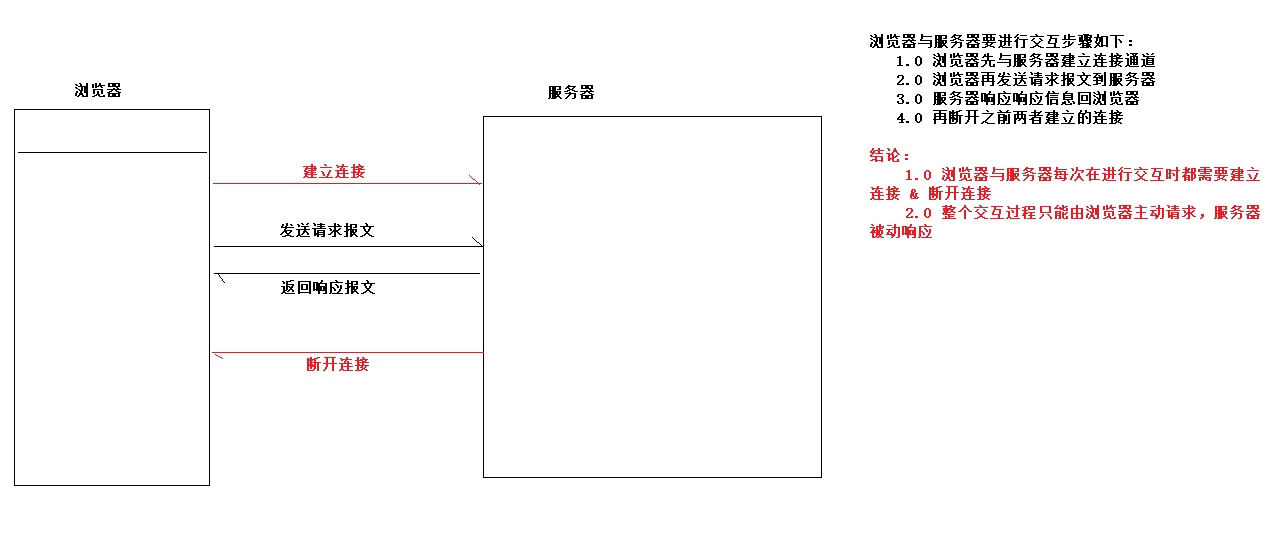 浏览器
服务器
建立连接
发送请求报文
返回响应报文
断开连接
浏览器与服务器要进行交互步骤如下:
1.0 浏览器先与服务器建立连接通道
2.0 浏览器再发送请求报文到服务器
3.0 服务器响应响应信息回浏览器
4.0 再断开之前两者建立的连接
结论:
1.0 浏览器与服务器每次在进行交互时都需要建立
连接 & 断开连接
2.0 整个交互过程只能由浏览器主动请求，服务器
被动响应